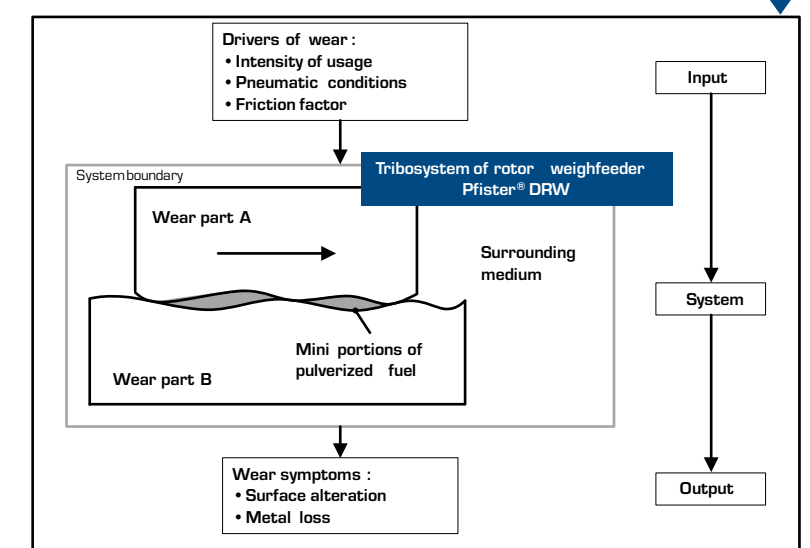 Drivers of wear :
• Intensity of usage
• Pneumatic conditions
• Friction factor
Input
System boundary
Tribosystem of rotor weighfeeder
Pfister® DRW
Wear part A
Surrounding
medium
System
Mini portions of
pulverized fuel
Wear part B
Wear symptoms :
• Surface alteration
• Metal loss
Output